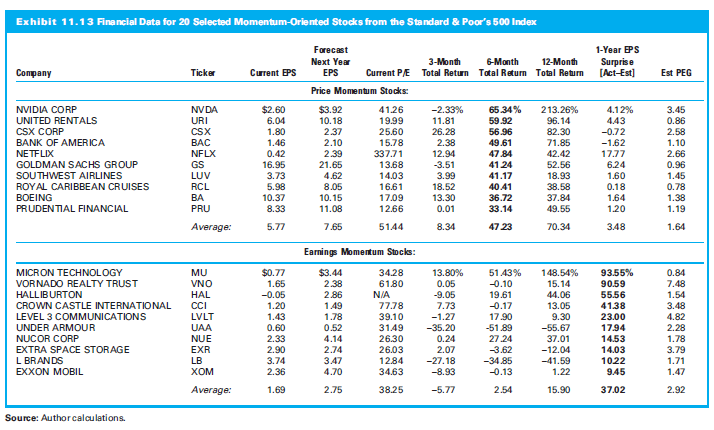 Exhibit 11.13 Financial Data for 20 Selected Momentum-Oriented Stocks from the Standard & Poor's 500 Index
Company Ticker Current EPS Forecast Next Year EPS Current P/E 3-Month Total Return 6-Month Total Return 12-Month Total Return 1-Year EPS Surprise [Act–Est] Est PEG
Price Momentum Stocks:
NVIDIA CORP NVDA $2.60 $3.92 41.26 –2.33% 65.34% 213.26% 4.12% 3.45
UNITED RENTALS URI 6.04 10.18 19.99 11.81 59.92 96.14 4.43 0.86
CSX CORP CSX 1.80 2.37 25.60 26.28 56.96 82.30 –0.72 2.58
BANK OF AMERICA BAC 1.46 2.10 15.78 2.38 49.61 71.85 –1.62 1.10
NETFLIX NFLX 0.42 2.39 337.71 12.94 47.84 42.42 17.77 2.66
GOLDMAN SACHS GROUP GS 16.95 21.65 13.68 –3.51 41.24 52.56 6.24 0.96
SOUTHWEST AIRLINES LUV 3.73 4.62 14.03 3.99 41.17 18.93 1.60 1.45
ROYAL CARIBBEAN CRUISES RCL 5.98 8.05 16.61 18.52 40.41 38.58 0.18 0.78
BOEING BA 10.37 10.15 17.09 13.30 36.72 37.84 1.64 1.38
PRUDENTIAL FINANCIAL PRU 8.33 11.08 12.66 0.01 33.14 49.55 1.20 1.19
Average: 5.77 7.65 51.44 8.34 47.23 70.34 3.48 1.64
Earnings Momentum Stocks:
MICRON TECHNOLOGY MU $0.77 $3.44 34.28 13.80% 51.43% 148.54% 93.55% 0.84
VORNADO REALTY TRUST VNO 1.65 2.38 61.80 0.05 –0.10 15.14 90.59 7.48
HALLIBURTON HAL –0.05 2.86 N/A –9.05 19.61 44.06 55.56 1.54
CROWN CASTLE INTERNATIONAL CCI 1.20 1.49 77.78 7.73 –0.17 13.05 41.38 3.48
LEVEL 3 COMMUNICATIONS LVLT 1.43 1.78 39.10 –1.27 17.90 9.30 23.00 4.82
UNDER ARMOUR UAA 0.60 0.52 31.49 –35.20 –51.89 –55.67 17.94 2.28
NUCOR CORP NUE 2.33 4.14 26.30 0.24 27.24 37.01 14.53 1.78
EXTRA SPACE STORAGE EXR 2.90 2.74 26.03 2.07 –3.62 –12.04 14.03 3.79
L BRANDS LB 3.74 3.47 12.84 –27.18 –34.85 –41.59 10.22 1.71
EXXON MOBIL XOM 2.36 4.70 34.63 –8.93 –0.13 1.22 9.45 1.47
Average: 1.69 2.75 38.25 –5.77 2.54 15.90 37.02 2.92
Source: Author calculations.